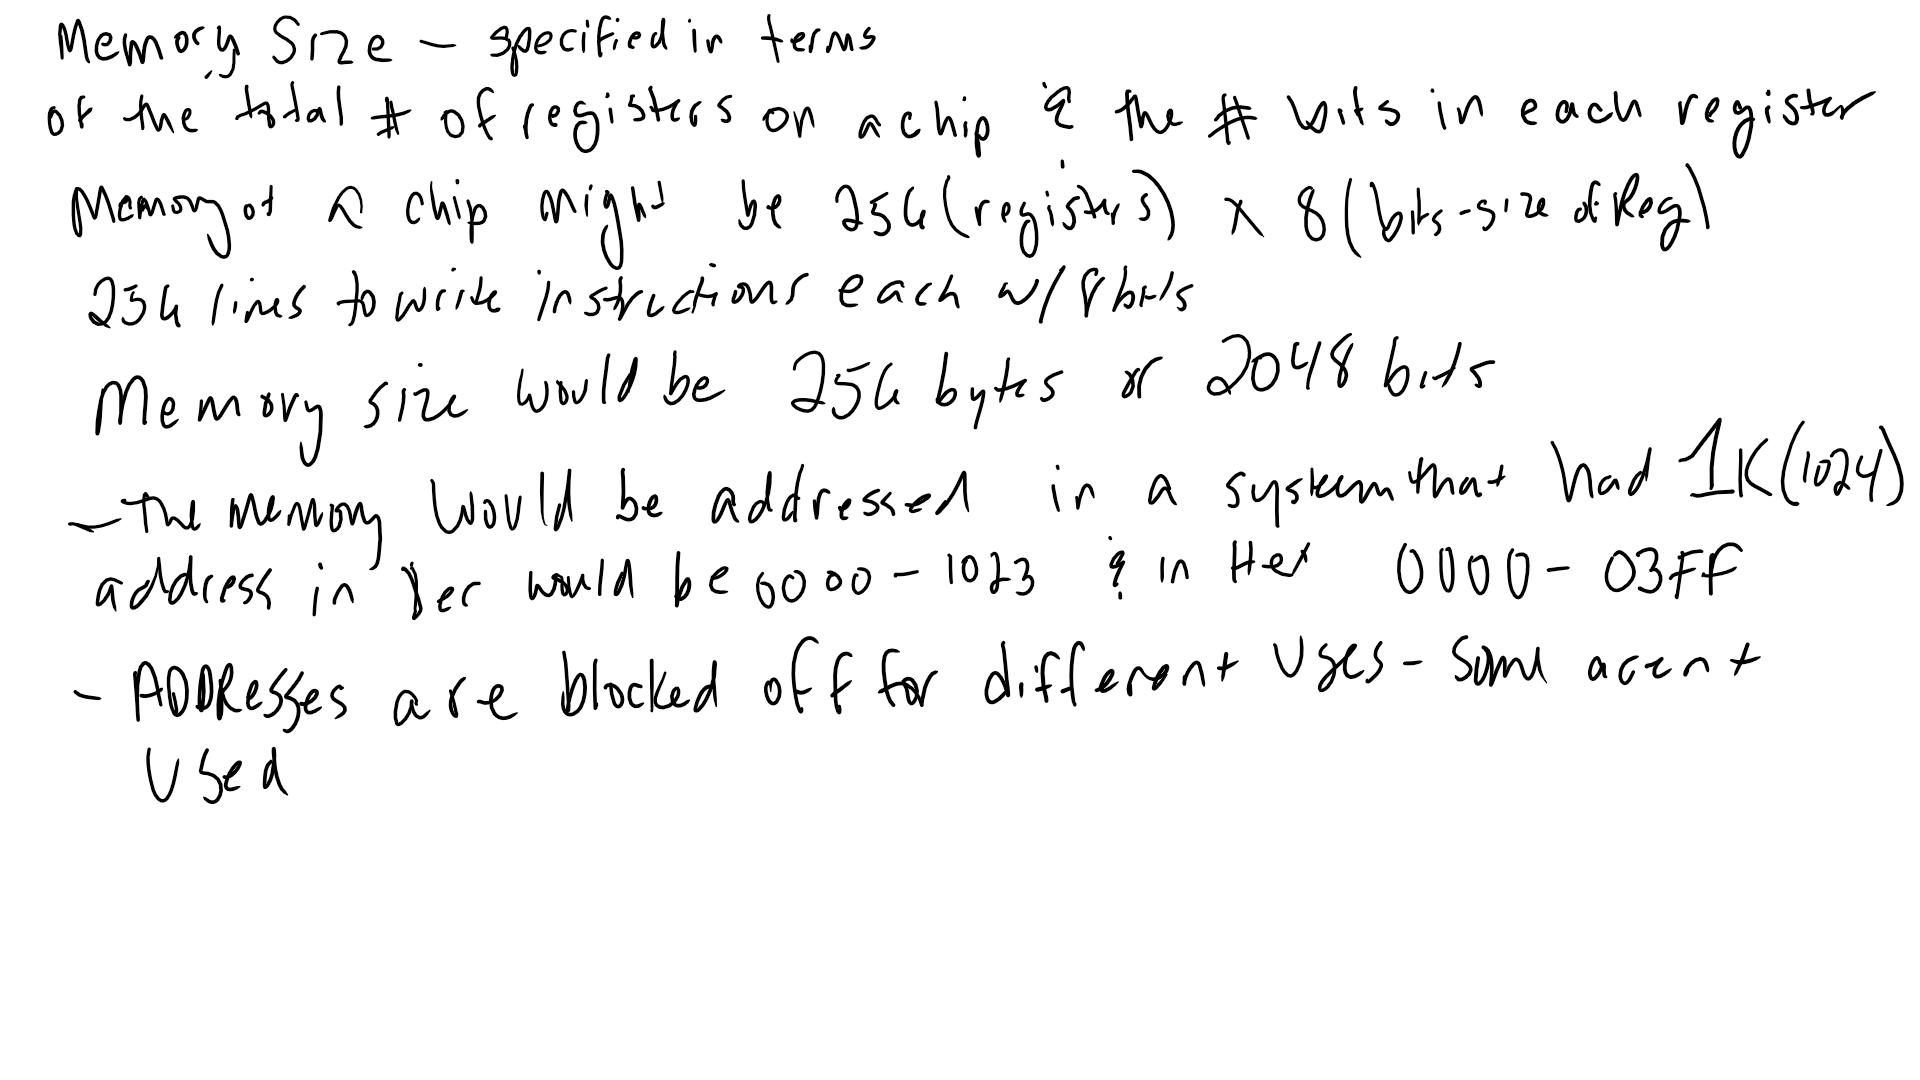 Memory Size - specified in terms
of the total # of registers on a chip & the # bits in each register
Memory of a chip might be 256 (registers) x 8 (bits-size of Reg)
256 lines to write instructions each w/ 8 bits
Memory size would be 256 bytes or 2048 bits
- The memory would be addressed in a system that had 1K (1024)
address in Dec would be 0000 - 1023 & in Hex 0000 - 03FF
- ADDResses are blocked off for different Uses - Some arent
Used